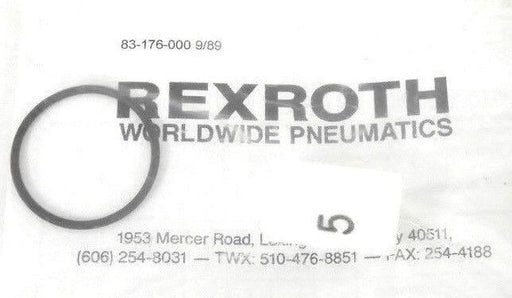 83-176-000 9/89
REXROTH
WORLDWIDE PNEUMATICS
5
1953 Mercer Road, 40511,
(606) 254-8031 — TWX: 510-476-8851 — FAX: 254-4188